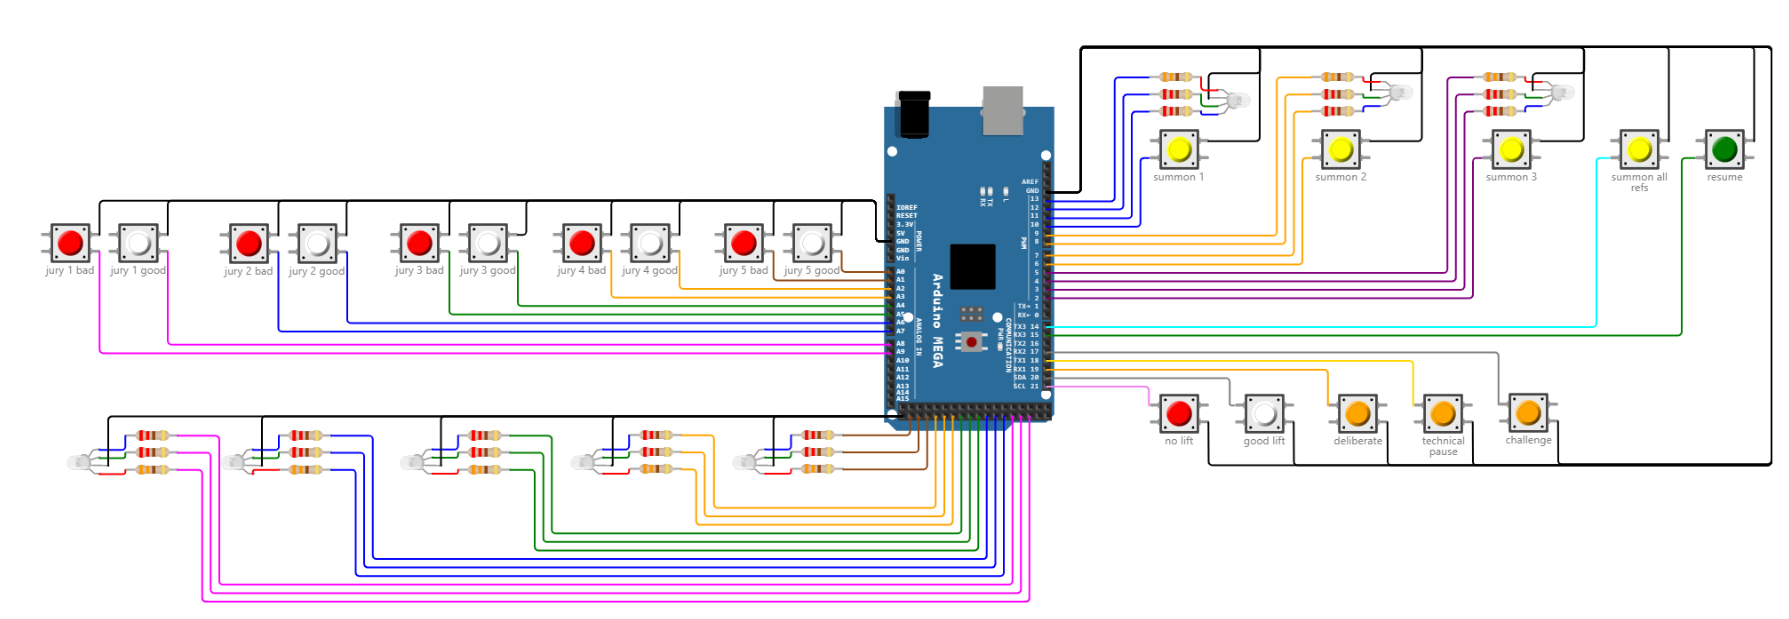 summon 1
summon 2
summon 3
summon all
refs
resume
AREF
GND
13
12
11
10
9
8
7
6
5
4
3
2
TX→ 1
RX← 0
TX3 14
RX3 15
TX2 16
RX2 17
TX1 18
RX1 19
SDA 20
SCL 21
PWM
COMMUNICATION
RX
TX
L
PWR
Arduino MEGA
IOREF
RESET
3.3V
5V
GND
GND
Vin
POWER
A0
A1
A2
A3
A4
A5
A6
A7
A8
A9
A10
A11
A12
A13
A14
A15
ANALOG IN
jury 1 bad
jury 1 good
jury 2 bad
jury 2 good
jury 3 bad
jury 3 good
jury 4 bad
jury 4 good
jury 5 bad
jury 5 good
no lift
good lift
deliberate
technical
pause
challenge